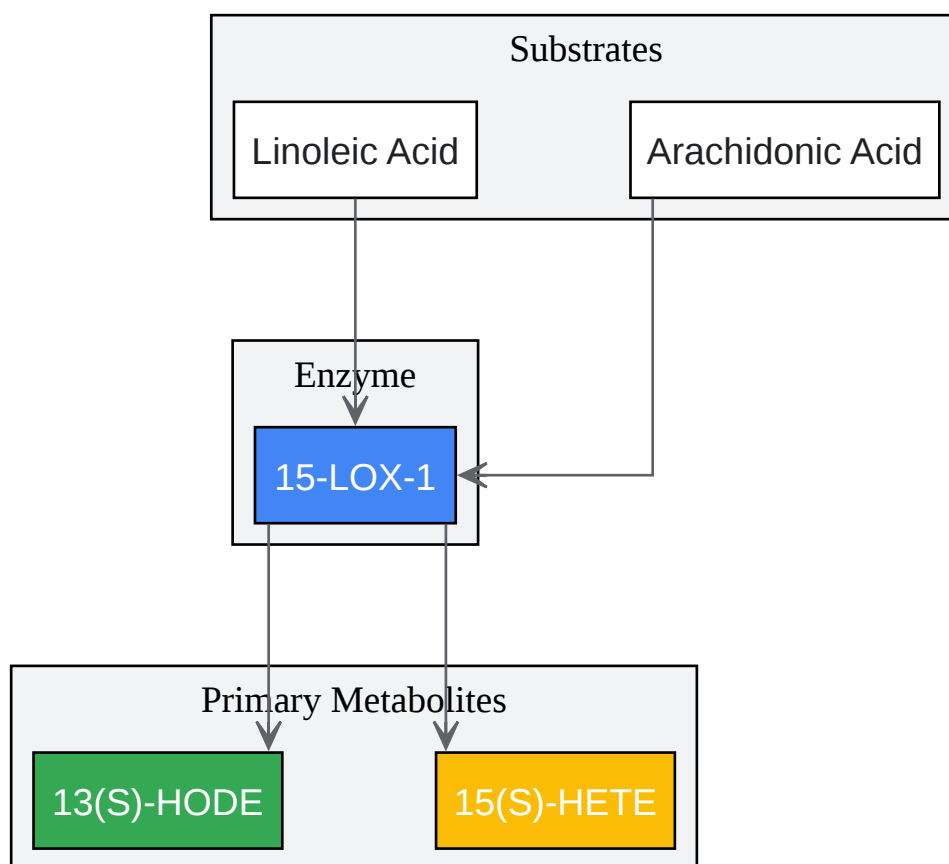 Substrates
Linoleic Acid
Arachidonic Acid
Enzyme
15-LOX-1
Primary Metabolites
13(S)-HODE
15(S)-HETE